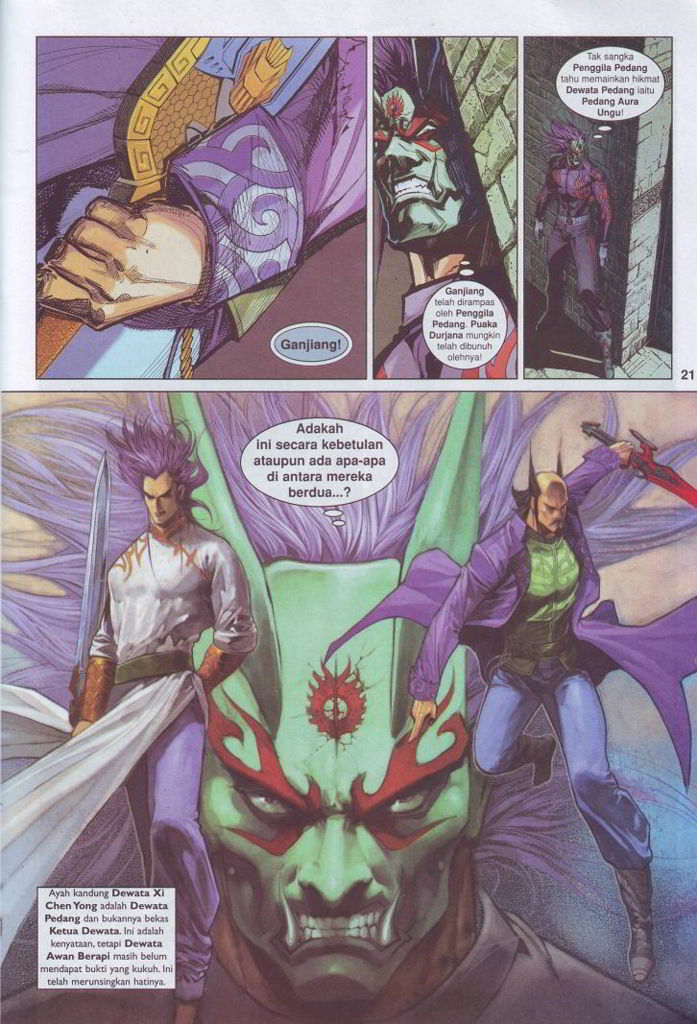 Ganjiang!
Ganjiang
telah dirampas
oleh Penggila
Pedang. Puaka
Durjana mungkin
telah dibunuh
olehnya!
Tak sangka
Penggila Pedang
tahu memainkan hikmat
Dewata Pedang iaitu
Pedang Aura
Ungu!
21
Adakah
ini secara kebetulan
ataupun ada apa-apa
di antara mereka
berdua...?
Ayah kandung Dewata Xi
Chen Yong adalah Dewata
Pedang dan bukannya bekas
Ketua Dewata. Ini adalah
kenyataan, tetapi Dewata
Awan Berapi masih belum
mendapat bukti yang kukuh. Ini
telah merunsingkan hatinya.